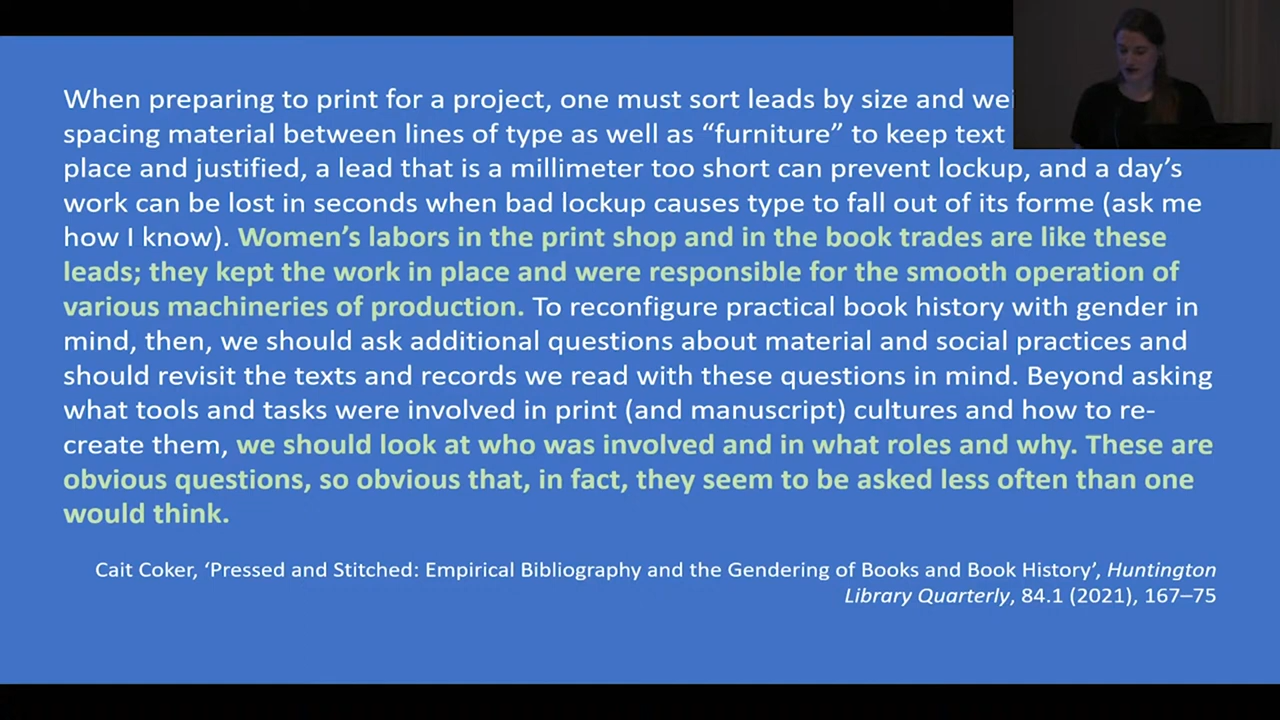 When preparing to print for a project, one must sort leads by size and
spacing material between lines of type as well as “furniture” to keep text
place and justified, a lead that is a millimeter too short can prevent lockup, and a day’s
work can be lost in seconds when bad lockup causes type to fall out of its forme (ask me
how I know). Women’s labors in the print shop and in the book trades are like these
leads; they kept the work in place and were responsible for the smooth operation of
various machineries of production. To reconfigure practical book history with gender in
mind, then, we should ask additional questions about material and social practices and
should revisit the texts and records we read with these questions in mind. Beyond asking
what tools and tasks were involved in print (and manuscript) cultures and how to re-
create them, we should look at who was involved and in what roles and why. These are
obvious questions, so obvious that, in fact, they seem to be asked less often than one
would think.
Cait Coker, ‘Pressed and Stitched: Empirical Bibliography and the Gendering of Books and Book History’, Huntington
Library Quarterly, 84.1 (2021), 167–75